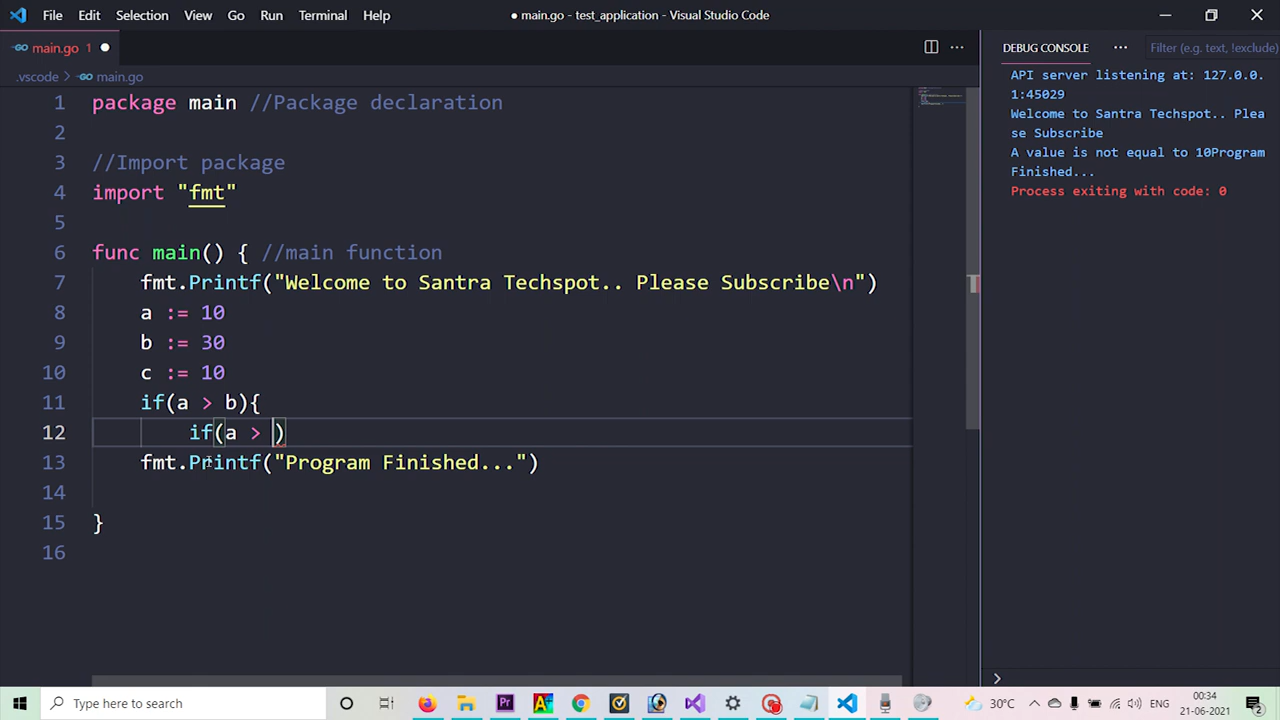 File Edit Selection View Go Run Terminal Help
● main.go - test_application - Visual Studio Code
main.go 1 ●
DEBUG CONSOLE ··· Filter (e.g. text, !exclude)
.vscode > main.go
1 package main //Package declaration
2
3 //Import package
4 import "fmt"
5
6 func main() { //main function
7 fmt.Printf("Welcome to Santra Techspot.. Please Subscribe\n")
8 a := 10
9 b := 30
10 c := 10
11 if(a > b){
12 if(a > )
13 fmt.Printf("Program Finished...")
14
15 }
16
API server listening at: 127.0.0.
1:45029
Welcome to Santra Techspot.. Plea
se Subscribe
A value is not equal to 10Program
Finished...
Process exiting with code: 0
Type here to search
30°C
ENG
00:34
21-06-2021
2